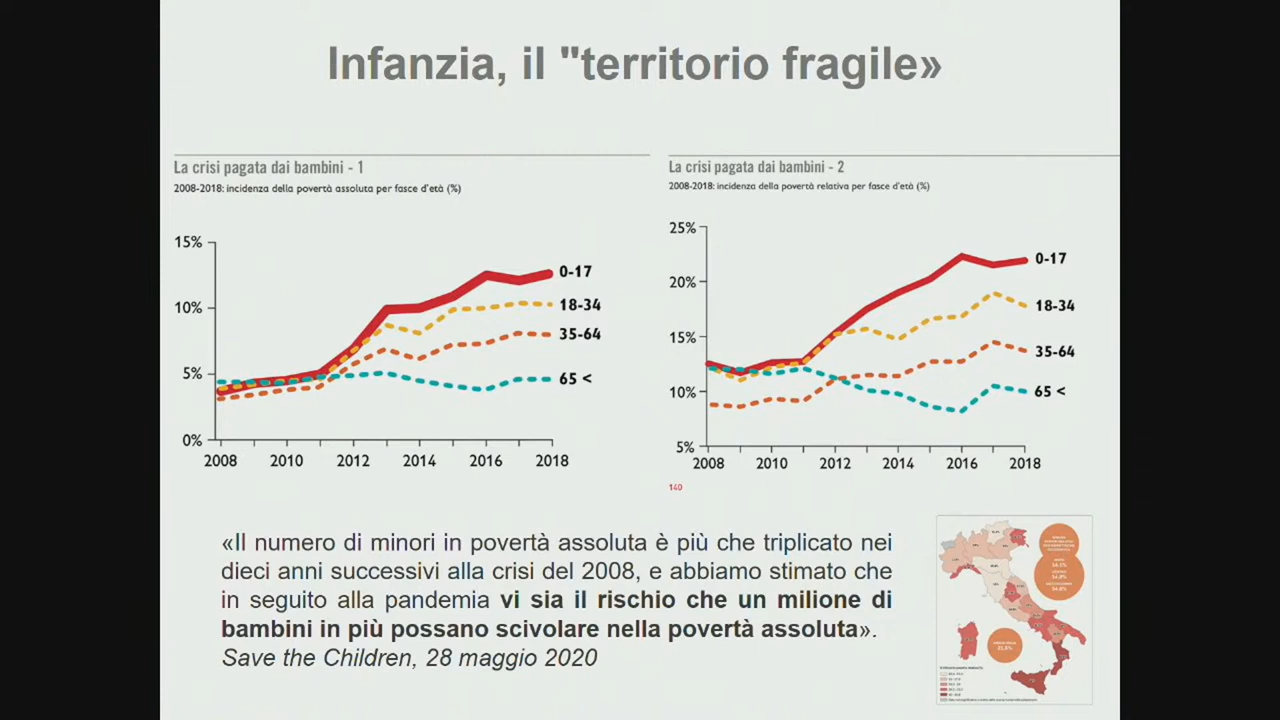 Infanzia, il "territorio fragile»
La crisi pagata dai bambini - 1
2008-2018: incidenza della povertà assoluta per fasce d'età (%)
15%
10%
5%
0%
2008 2010 2012 2014 2016 2018
0-17
18-34
35-64
65 <
La crisi pagata dai bambini - 2
2008-2018: incidenza della povertà relativa per fasce d'età (%)
25%
20%
15%
10%
5%
2008 2010 2012 2014 2016 2018
0-17
18-34
35-64
65 <
140
«Il numero di minori in povertà assoluta è più che triplicato nei
dieci anni successivi alla crisi del 2008, e abbiamo stimato che
in seguito alla pandemia vi sia il rischio che un milione di
bambini in più possano scivolare nella povertà assoluta».
Save the Children, 28 maggio 2020